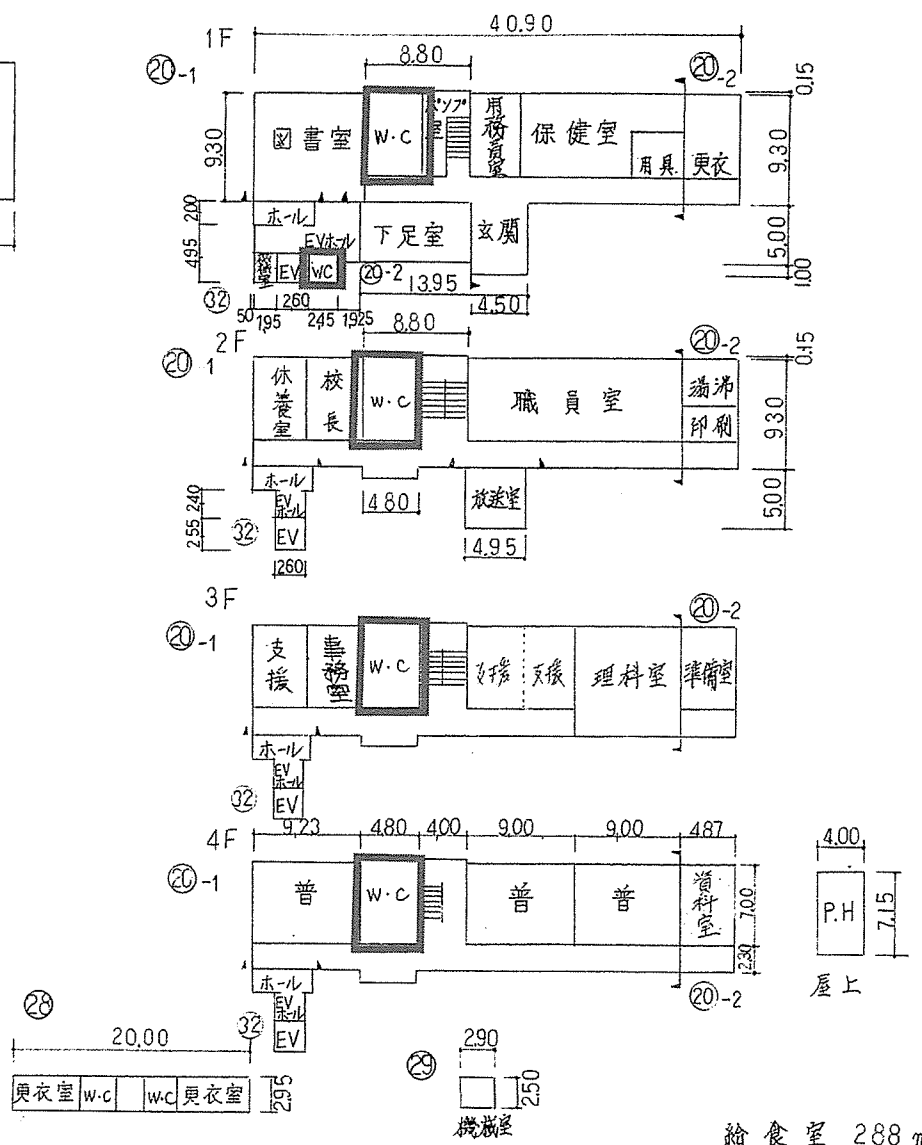 1F
40.90
8.80
⑳-1
⑳-2
0.15
9.30
図書室
W·C
ポンプ室
用務員室
保健室
用具
更衣
9.30
200
ホール
EVホール
下足室
玄関
5.00
495
機械室
EV
WC
⑳-2
13.95
1.00
㉜
50
1,95
260
245
1,925
4.50
2F
8.80
⑳-1
⑳-2
0.15
休養室
校長
W·C
職員室
湯沸
印刷
9.30
ホール
EVホール
EV
240
2.55
㉜
260
4.80
放送室
4.95
5.00
3F
⑳-1
⑳-2
支援
事務室
W·C
支援
支援
理科室
準備室
ホール
EVホール
EV
㉜
4F
9.23
4.80
4.00
9.00
9.00
4.87
⑳-1
普
W·C
普
普
資料室
7.00
2.30
ホール
EVホール
EV
㉜
⑳-2
4.00
P.H
7.15
屋上
㉘
20.00
更衣室
W·C
W·C
更衣室
2.95
㉙
2.90
2.50
機械室
給食室 288㎡